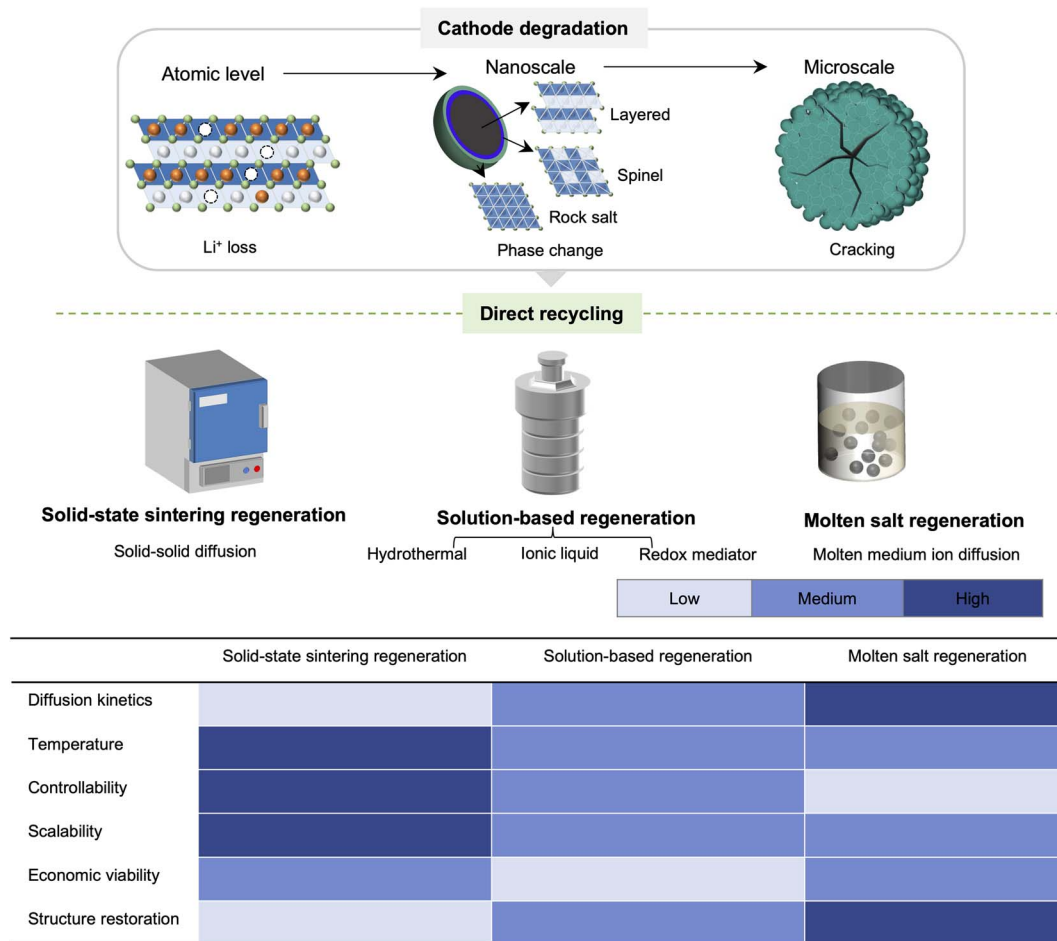 Cathode degradation
Atomic level
Nanoscale
Microscale
Layered
Spinel
Rock salt
Li⁺ loss
Phase change
Cracking
Direct recycling
Solid-state sintering regeneration
Solution-based regeneration
Molten salt regeneration
Solid-solid diffusion
Hydrothermal
Ionic liquid
Redox mediator
Molten medium ion diffusion
Low
Medium
High
Solid-state sintering regeneration
Solution-based regeneration
Molten salt regeneration
Diffusion kinetics
Temperature
Controllability
Scalability
Economic viability
Structure restoration